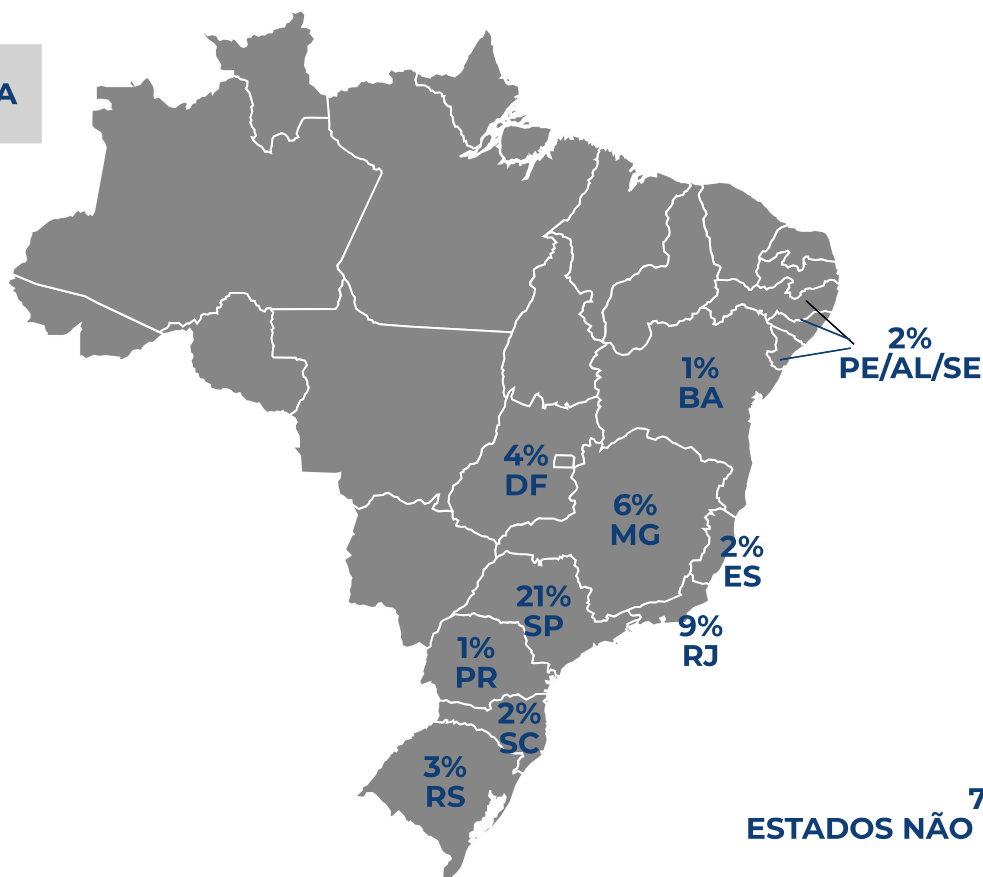 A
2%
PE/AL/SE
1%
BA
4%
DF
6%
MG
2%
ES
21%
SP
9%
RJ
1%
PR
2%
SC
3%
RS
7
ESTADOS NÃO